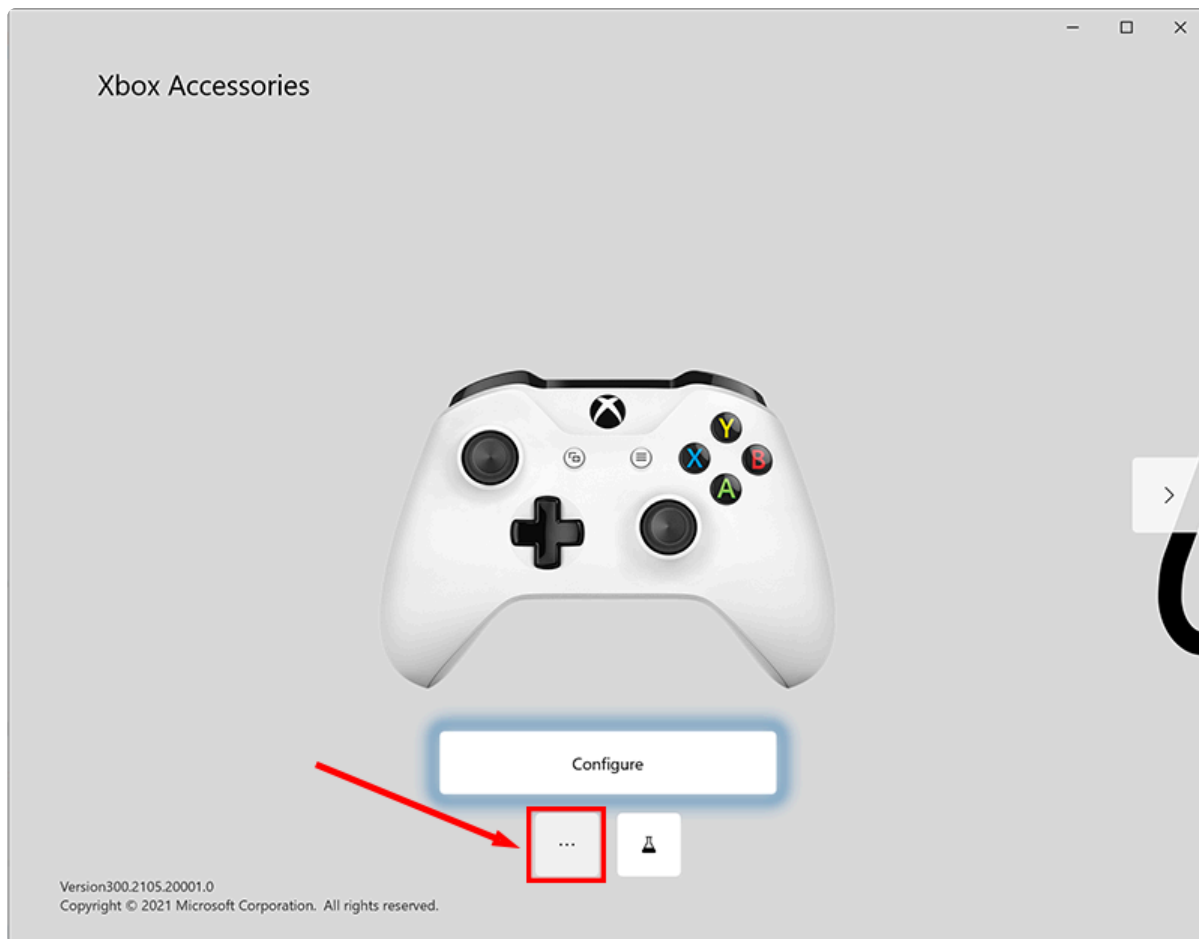 Xbox Accessories
Y
X
B
A
Configure
...
Version300.2105.20001.0
Copyright © 2021 Microsoft Corporation. All rights reserved.